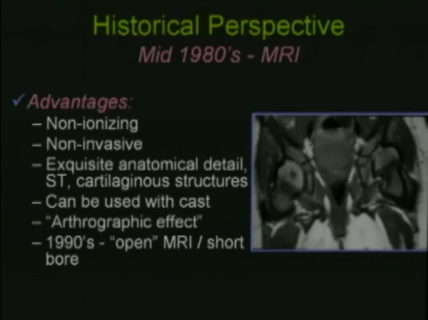 Historical Perspective
Mid 1980's - MRI
✓ Advantages:
– Non-ionizing
– Non-invasive
– Exquisite anatomical detail,
ST, cartilaginous structures
– Can be used with cast
– "Arthrographic effect"
– 1990's - "open" MRI / short
bore